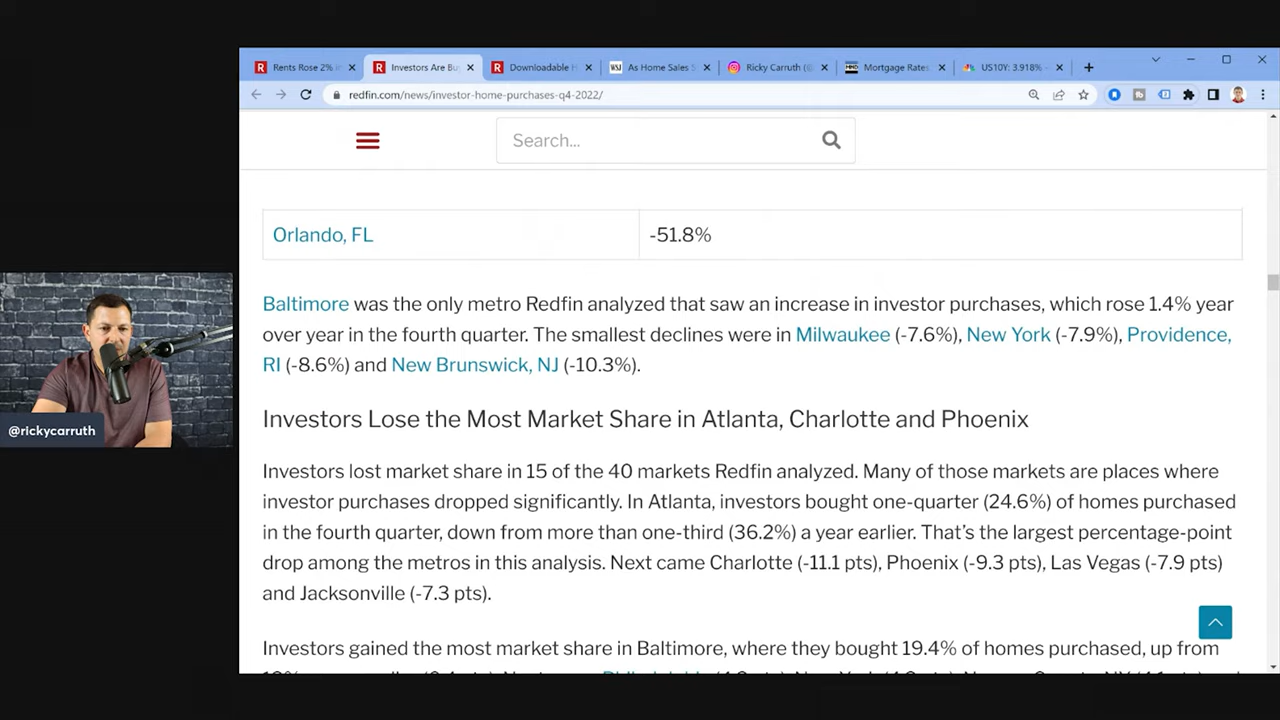 Rents Rose 2% 
Investors Are Bu
Downloadable
As Home Sales
Ricky Carruth (@
Mortgage Rates
US10Y: 3.918%
redfin.com/news/investor-home-purchases-q4-2022/
Search...
Orlando, FL
-51.8%
Baltimore was the only metro Redfin analyzed that saw an increase in investor purchases, which rose 1.4% year
over year in the fourth quarter. The smallest declines were in Milwaukee (-7.6%), New York (-7.9%), Providence,
RI (-8.6%) and New Brunswick, NJ (-10.3%).
@rickycarruth
Investors Lose the Most Market Share in Atlanta, Charlotte and Phoenix
Investors lost market share in 15 of the 40 markets Redfin analyzed. Many of those markets are places where
investor purchases dropped significantly. In Atlanta, investors bought one-quarter (24.6%) of homes purchased
in the fourth quarter, down from more than one-third (36.2%) a year earlier. That's the largest percentage-point
drop among the metros in this analysis. Next came Charlotte (-11.1 pts), Phoenix (-9.3 pts), Las Vegas (-7.9 pts)
and Jacksonville (-7.3 pts).
Investors gained the most market share in Baltimore, where they bought 19.4% of homes purchased, up from